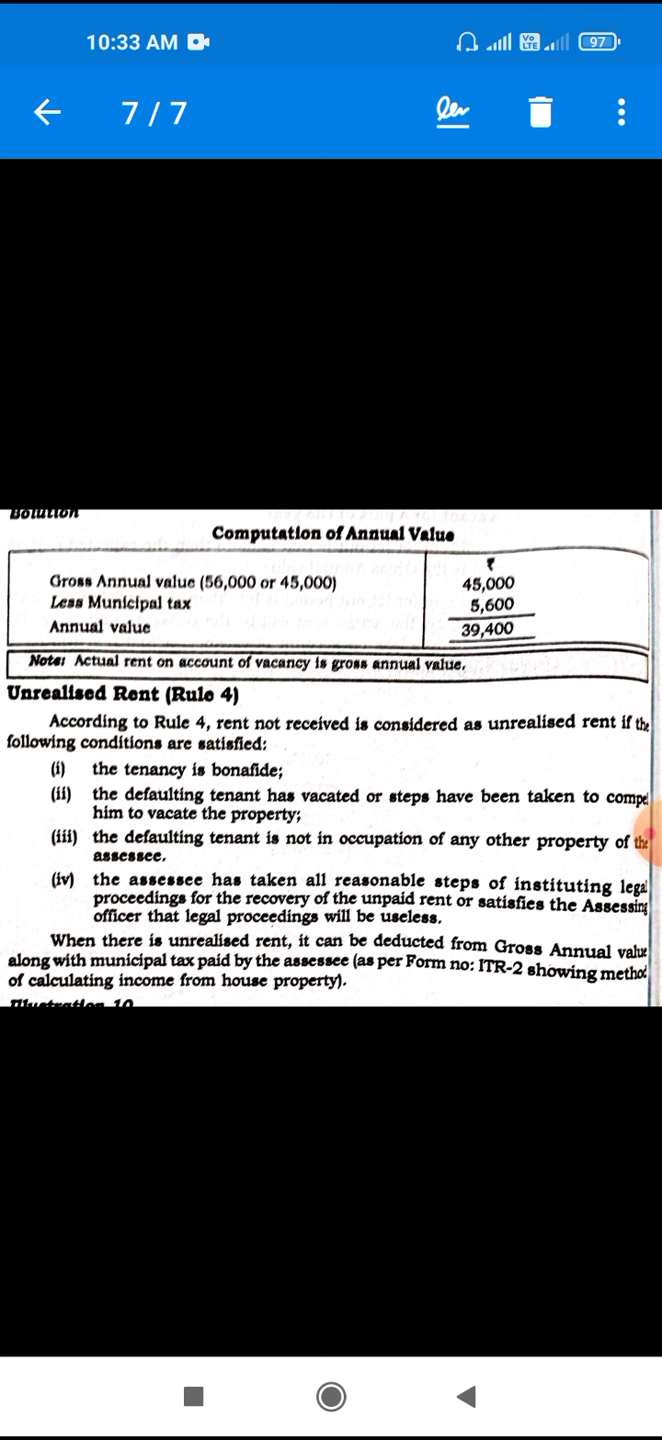 10:33 AM
Vo LTE
97
7 / 7
Solution
Computation of Annual Value
₹
Gross Annual value (56,000 or 45,000) 45,000
Less Municipal tax 5,600
Annual value 39,400
Note: Actual rent on account of vacancy is gross annual value.
Unrealised Rent (Rule 4)
According to Rule 4, rent not received is considered as unrealised rent if the
following conditions are satisfied:
(i) the tenancy is bonafide;
(ii) the defaulting tenant has vacated or steps have been taken to compel
him to vacate the property;
(iii) the defaulting tenant is not in occupation of any other property of the
assessee.
(iv) the assessee has taken all reasonable steps of instituting legal
proceedings for the recovery of the unpaid rent or satisfies the Assessing
officer that legal proceedings will be useless.
When there is unrealised rent, it can be deducted from Gross Annual value
along with municipal tax paid by the assessee (as per Form no: ITR-2 showing method
of calculating income from house property).
Illustration 10